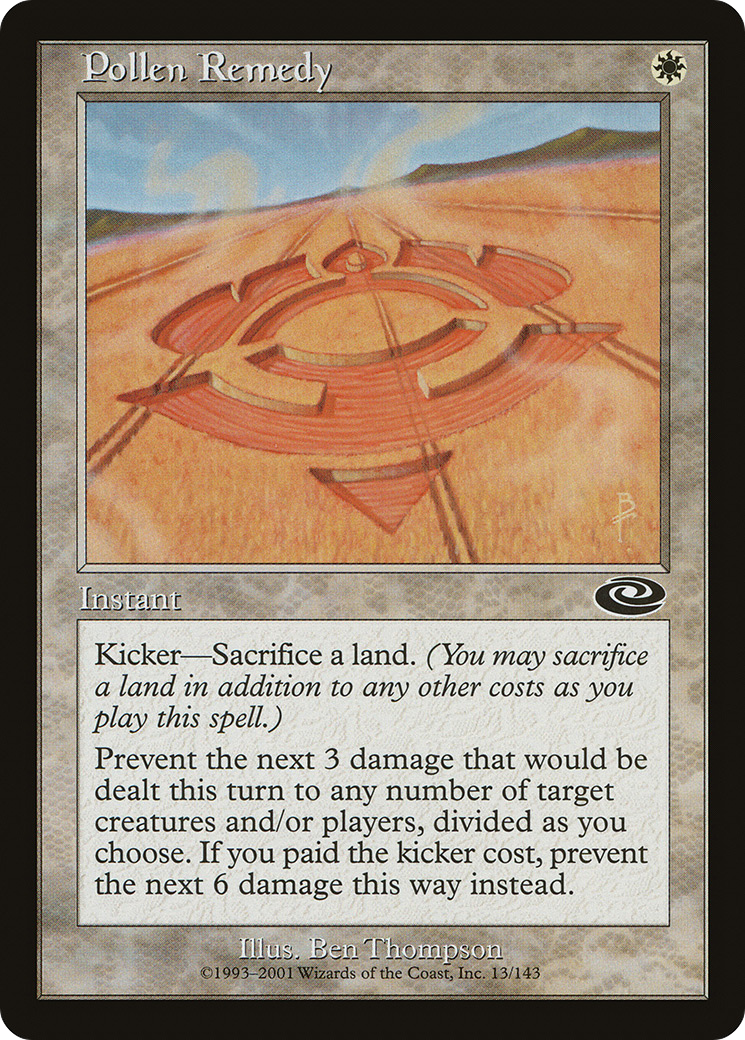 Pollen Remedy
Instant
Kicker—Sacrifice a land. (You may sacrifice
a land in addition to any other costs as you
play this spell.)
Prevent the next 3 damage that would be
dealt this turn to any number of target
creatures and/or players, divided as you
choose. If you paid the kicker cost, prevent
the next 6 damage this way instead.
Illus. Ben Thompson
©1993–2001 Wizards of the Coast, Inc. 13/143